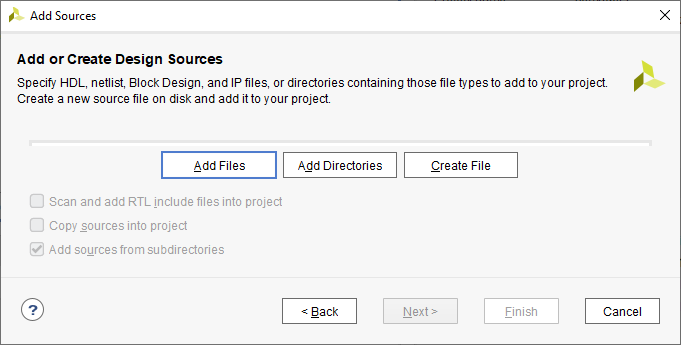 Add Sources
Add or Create Design Sources
Specify HDL, netlist, Block Design, and IP files, or directories containing those file types to add to your project.
Create a new source file on disk and add it to your project.
Add Files
Add Directories
Create File
Scan and add RTL include files into project
Copy sources into project
Add sources from subdirectories
?
< Back
Next >
Finish
Cancel